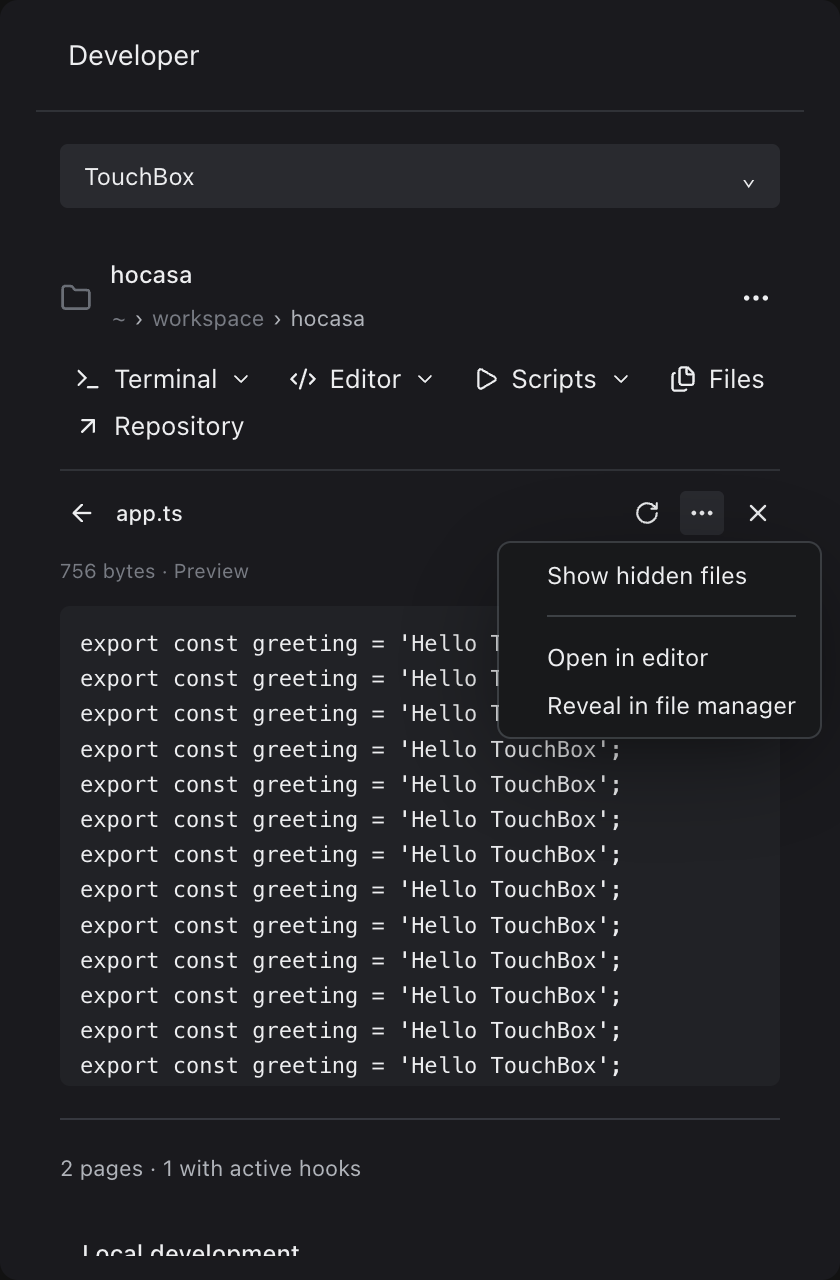 Developer
TouchBox
hocasa
~ › workspace › hocasa
Terminal Editor Scripts Files
Repository
app.ts
756 bytes · Preview
Show hidden files
Open in editor
Reveal in file manager
export const greeting = 'Hello T
export const greeting = 'Hello T
export const greeting = 'Hello T
export const greeting = 'Hello TouchBox';
export const greeting = 'Hello TouchBox';
export const greeting = 'Hello TouchBox';
export const greeting = 'Hello TouchBox';
export const greeting = 'Hello TouchBox';
export const greeting = 'Hello TouchBox';
export const greeting = 'Hello TouchBox';
export const greeting = 'Hello TouchBox';
export const greeting = 'Hello TouchBox';
export const greeting = 'Hello TouchBox';
2 pages · 1 with active hooks
Local development